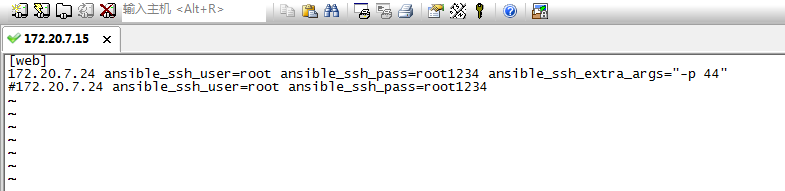 输入主机 <Alt+R>
172.20.7.15
[web]
172.20.7.24 ansible_ssh_user=root ansible_ssh_pass=root1234 ansible_ssh_extra_args="-p 44"
#172.20.7.24 ansible_ssh_user=root ansible_ssh_pass=root1234
~
~
~
~
~
~
~